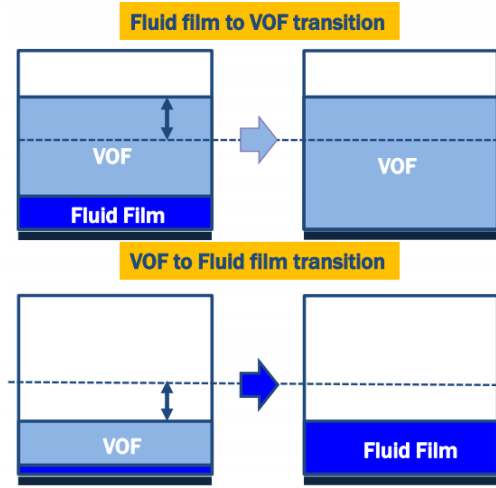 Fluid film to VOF transition
VOF
VOF
Fluid Film
VOF to Fluid film transition
VOF
Fluid Film